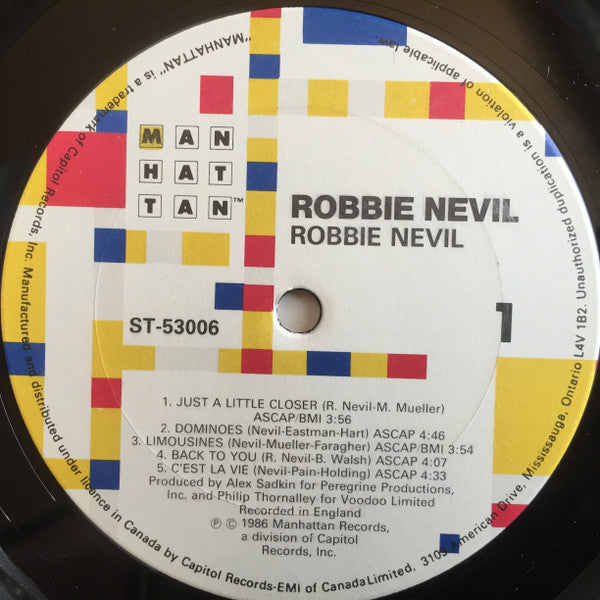 MAN
HAT
TAN™
ROBBIE NEVIL
ROBBIE NEVIL
ST-53006
1
1. JUST A LITTLE CLOSER (R. Nevil-M. Mueller)
ASCAP/BMI 3:56
2. DOMINOES (Nevil-Eastman-Hart) ASCAP 4:46
3. LIMOUSINES (Nevil-Mueller-Faragher) ASCAP/BMI 3:54
4. BACK TO YOU (R. Nevil-B. Walsh) ASCAP 4:07
5. C'EST LA VIE (Nevil-Pain-Holding) ASCAP 4:33
Produced by Alex Sadkin for Peregrine Productions,
Inc. and Philip Thornalley for Voodoo Limited
Recorded in England
℗ © 1986 Manhattan Records,
a division of Capitol
Records, Inc.
"MANHATTAN" is a trademark of Capitol Records, Inc. Manufactured and distributed under licence in Canada by Capitol Records-EMI of Canada Limited, 3109 American Drive, Mississauga, Ontario L4V 1B2. Unauthorized duplication is a violation of applicable law.